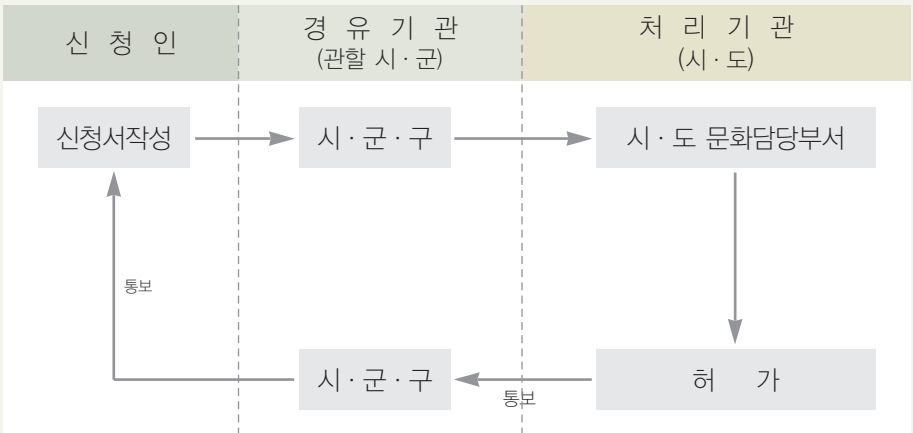 신 청 인
경 유 기 관
(관할 시·군)
처 리 기 관
(시·도)
신청서작성
시·군·구
시·도 문화담당부서
통보
시·군·구
통보
허 가